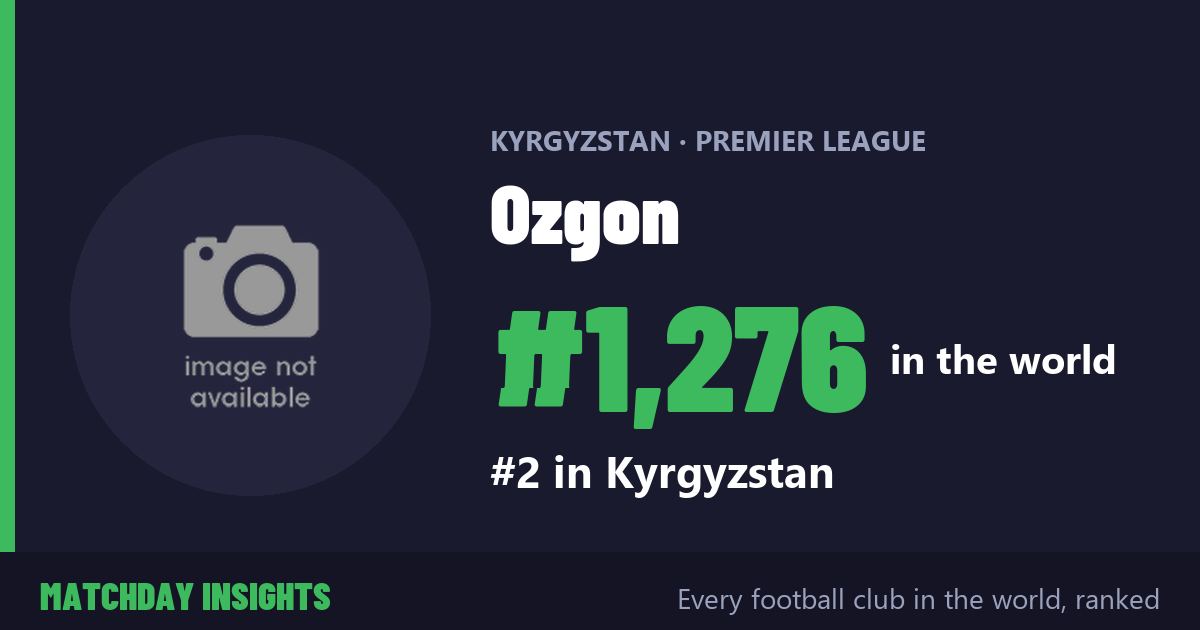 KYRGYZSTAN · PREMIER LEAGUE
Ozgon
#1,276 in the world
#2 in Kyrgyzstan
image not
available
MATCHDAY INSIGHTS
Every football club in the world, ranked